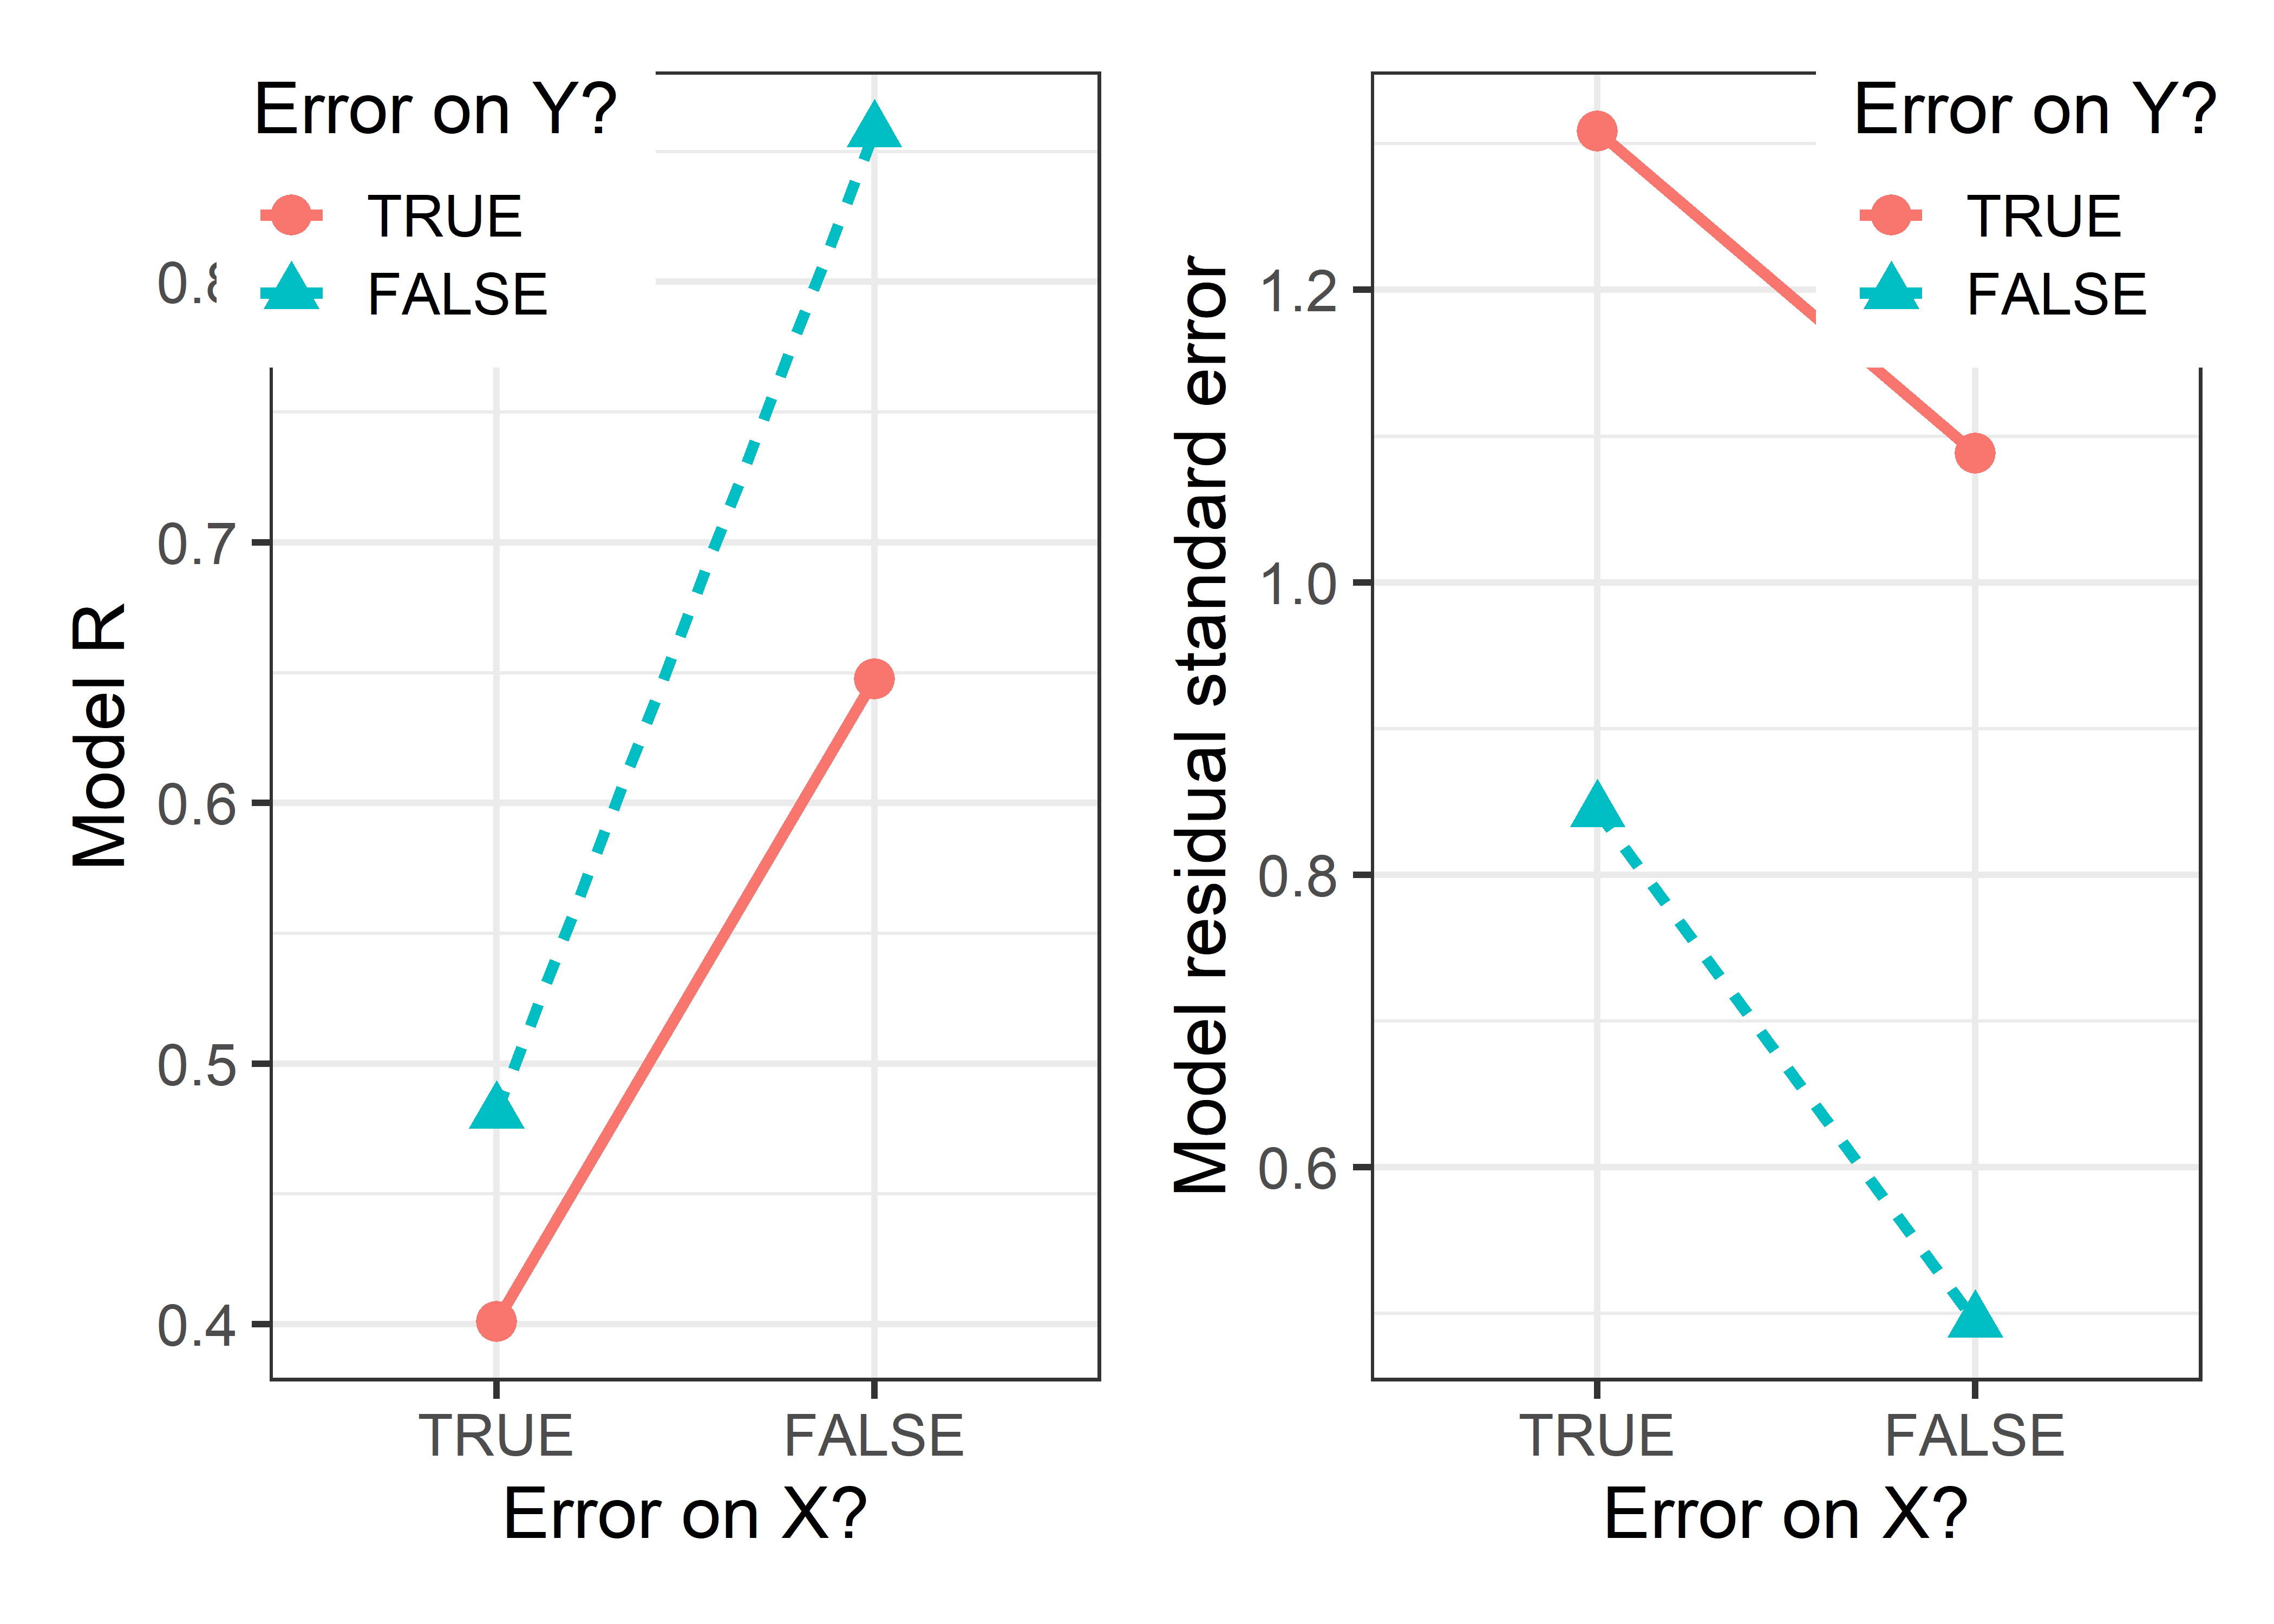 Error on Y?
TRUE
FALSE
0.7
0.6
0.5
0.4
Model R
TRUE FALSE
Error on X?
Error on Y?
TRUE
FALSE
1.2
1.0
0.8
0.6
Model residual standard error
TRUE FALSE
Error on X?